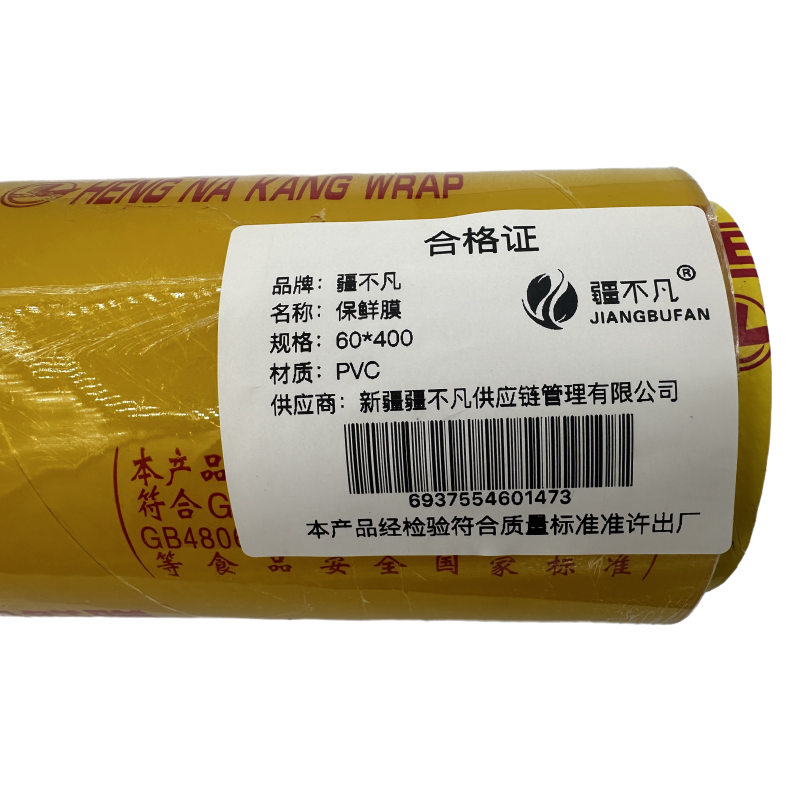 HENG NA KANG WRAP
合格证
品牌：疆不凡
名称：保鲜膜
规格：60*400
材质：PVC
供应商：新疆疆不凡供应链管理有限公司
疆不凡®
JIANGBUFAN
6937554601473
本产品经检验符合质量标准准许出厂
本产品
符合G
GB480
等食品安全国家标准